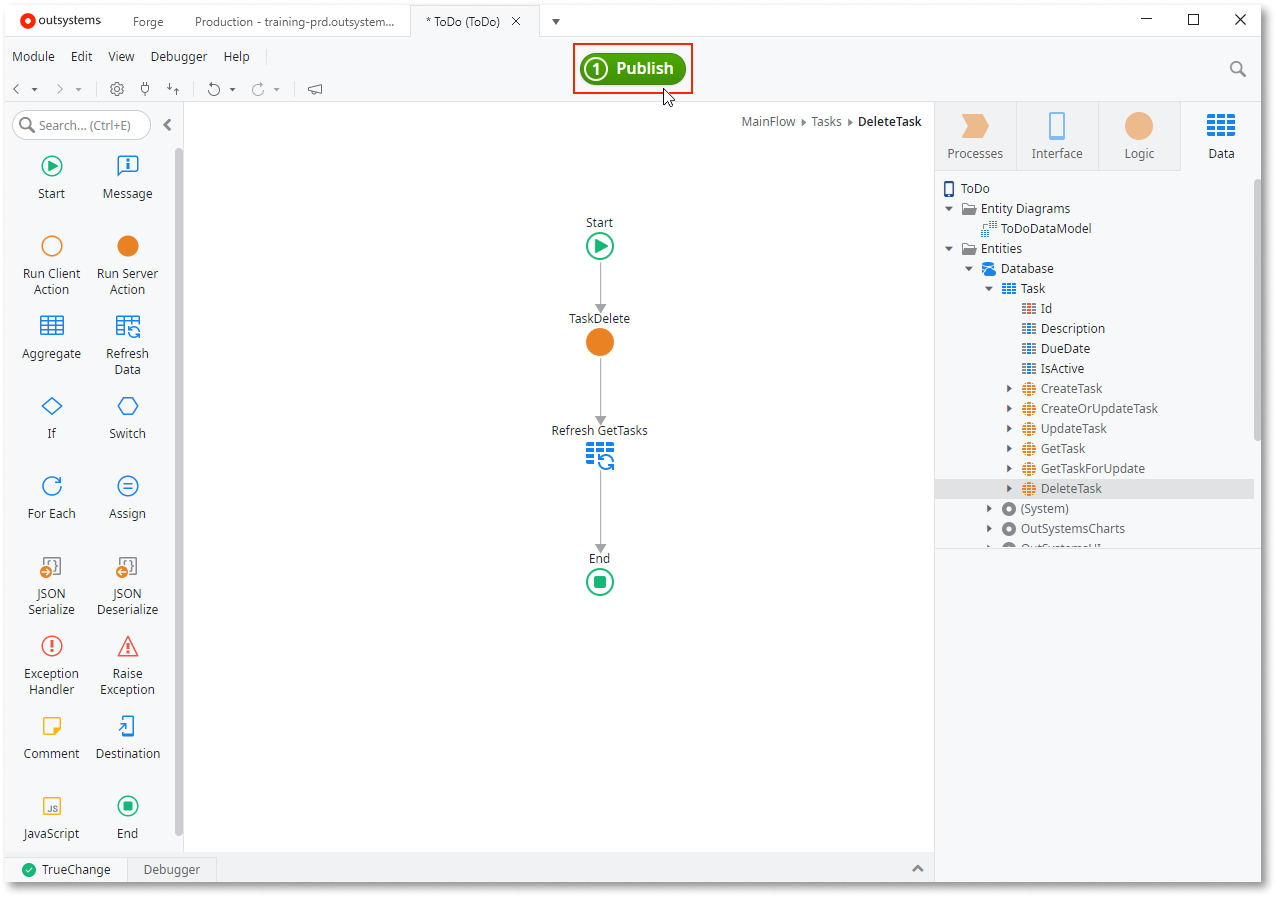 outsystems
Forge
Production - training-prd.outsystem...
* ToDo (ToDo)
Module Edit View Debugger Help
1 Publish
Search... (Ctrl+E)
Start Message
Run Client Action
Run Server Action
Aggregate
Refresh Data
If Switch
For Each Assign
JSON Serialize
JSON Deserialize
Exception Handler
Raise Exception
Comment Destination
JS
JavaScript End
MainFlow Tasks DeleteTask
Start
TaskDelete
Refresh GetTasks
End
Processes Interface Logic Data
ToDo
Entity Diagrams
ToDoDataModel
Entities
Database
Task
Id
Description
DueDate
IsActive
CreateTask
CreateOrUpdateTask
UpdateTask
GetTask
GetTaskForUpdate
DeleteTask
(System)
OutSystemsCharts
TrueChange Debugger